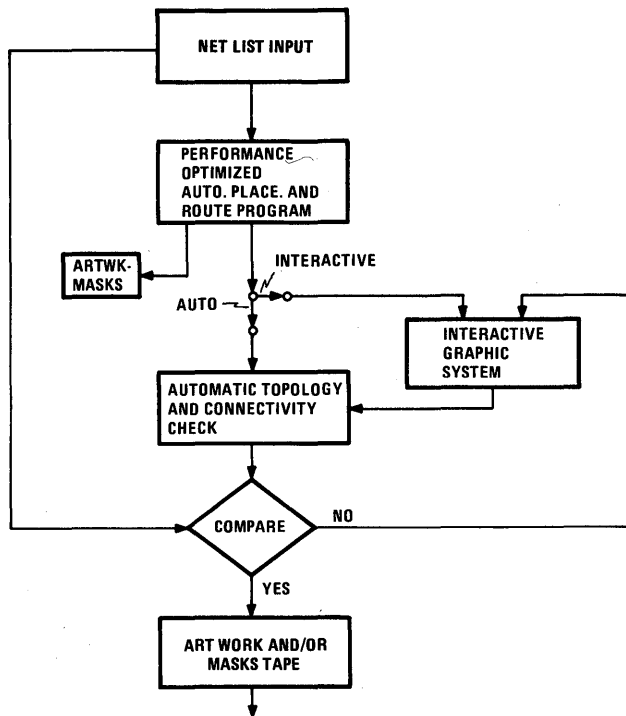 NET LIST INPUT
PERFORMANCE
OPTIMIZED
AUTO. PLACE. AND
ROUTE PROGRAM
ARTWK-
MASKS
INTERACTIVE
AUTO
INTERACTIVE
GRAPHIC
SYSTEM
AUTOMATIC TOPOLOGY
AND CONNECTIVITY
CHECK
COMPARE
NO
YES
ART WORK AND/OR
MASKS TAPE